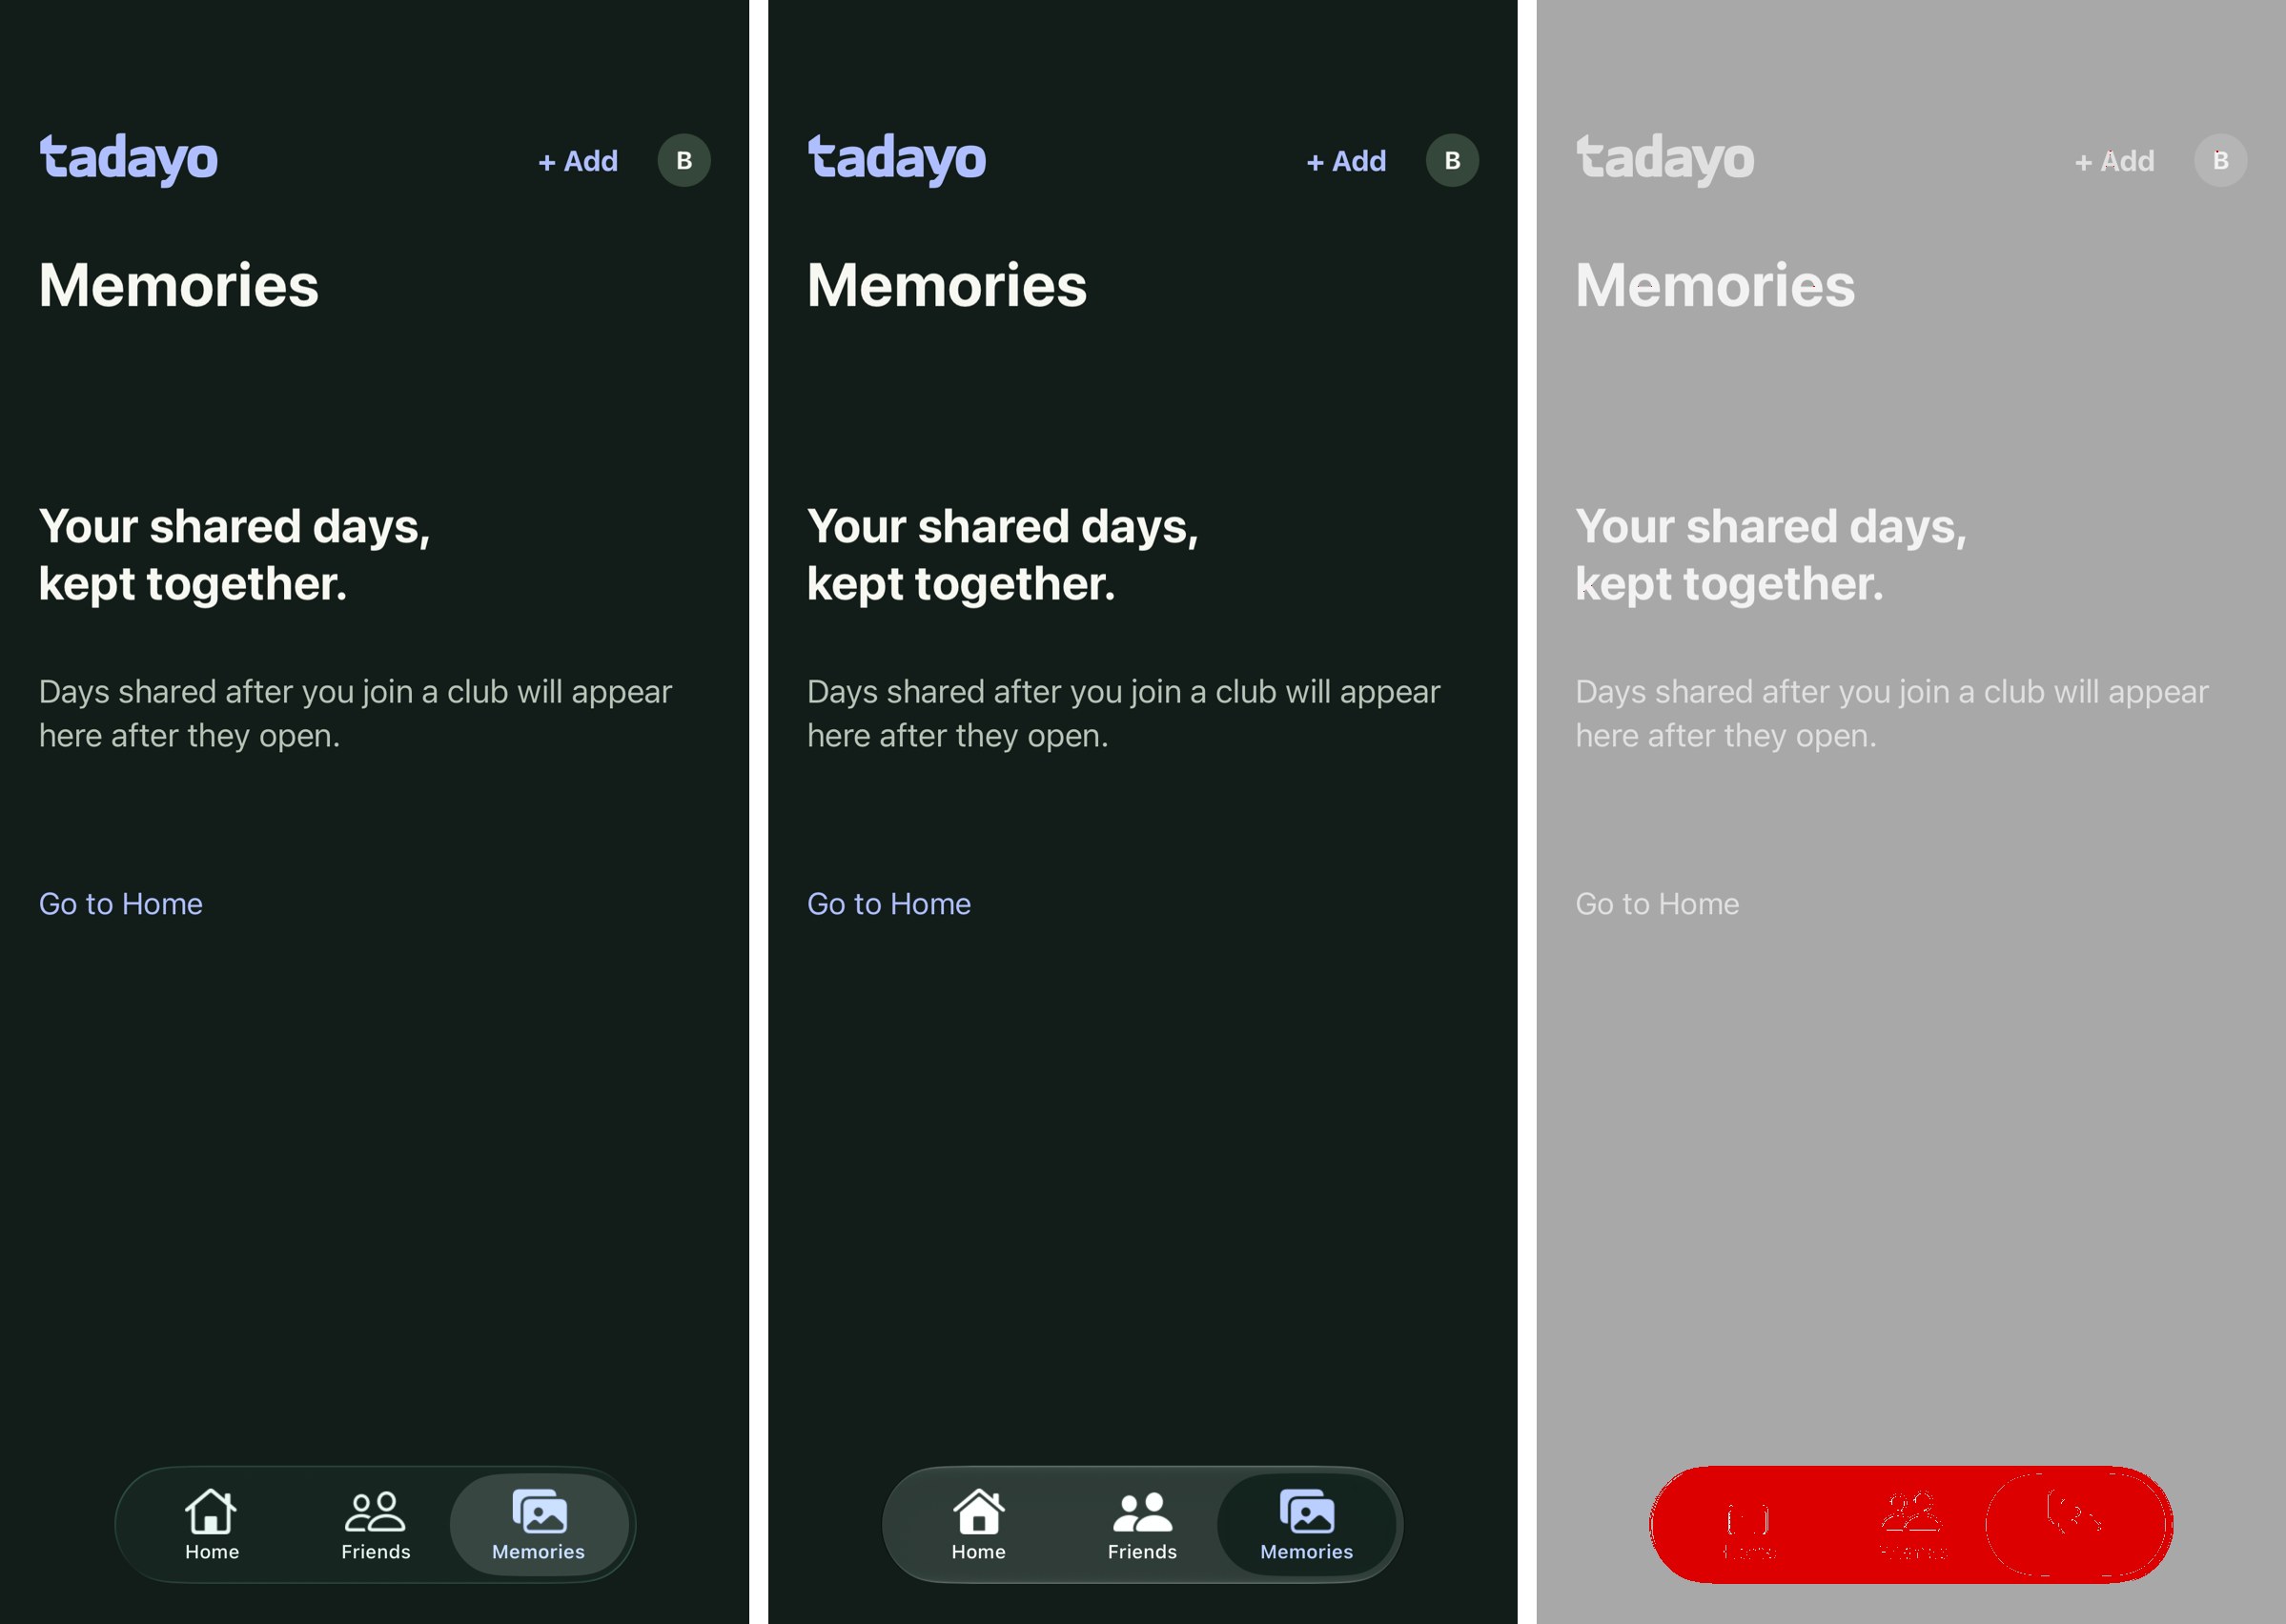 tadayo + Add B
Memories
Your shared days,
kept together.
Days shared after you join a club will appear
here after they open.
Go to Home
Home Friends Memories
tadayo + Add B
Memories
Your shared days,
kept together.
Days shared after you join a club will appear
here after they open.
Go to Home
Home Friends Memories
tadayo + Add B
Memories
Your shared days,
kept together.
Days shared after you join a club will appear
here after they open.
Go to Home